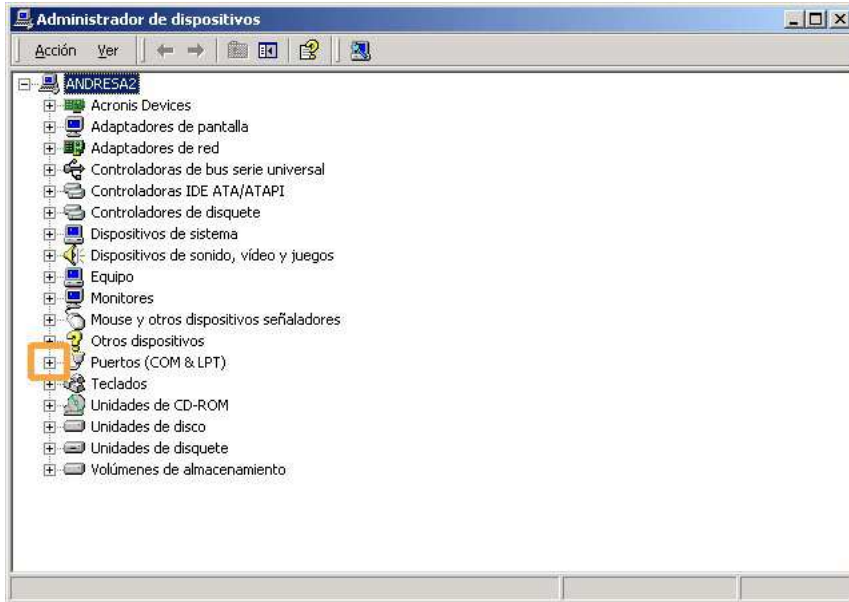 Administrador de dispositivos
Acción Ver
ANDRESA2
Acronis Devices
Adaptadores de pantalla
Adaptadores de red
Controladoras de bus serie universal
Controladoras IDE ATA/ATAPI
Controladores de disquete
Dispositivos de sistema
Dispositivos de sonido, vídeo y juegos
Equipo
Monitores
Mouse y otros dispositivos señaladores
Otros dispositivos
Puertos (COM & LPT)
Teclados
Unidades de CD-ROM
Unidades de disco
Unidades de disquete
Volúmenes de almacenamiento